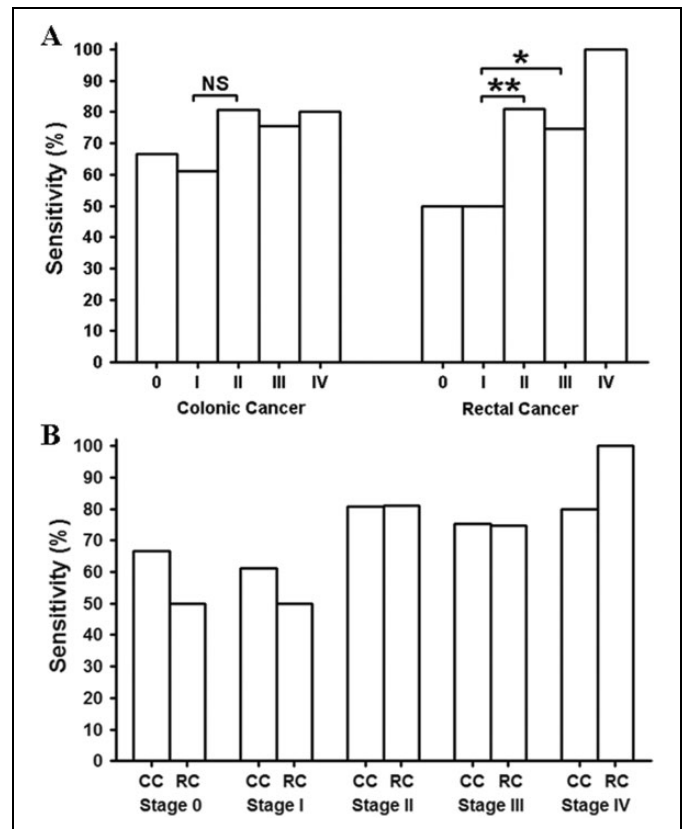 A
Sensitivity (%)
100
90
80
70
60
50
40
30
20
10
0
NS
*
**
0 I II III IV
Colonic Cancer
0 I II III IV
Rectal Cancer
B
Sensitivity (%)
100
90
80
70
60
50
40
30
20
10
0
CC RC CC RC CC RC CC RC CC RC
Stage 0 Stage I Stage II Stage III Stage IV